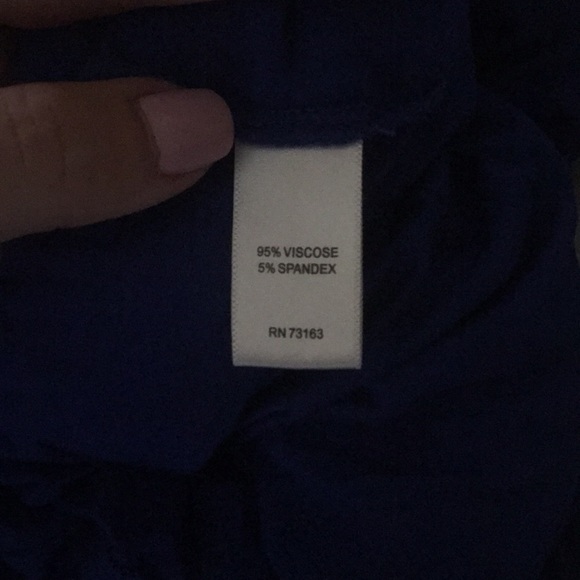 95% VISCOSE
5% SPANDEX
RN 73163